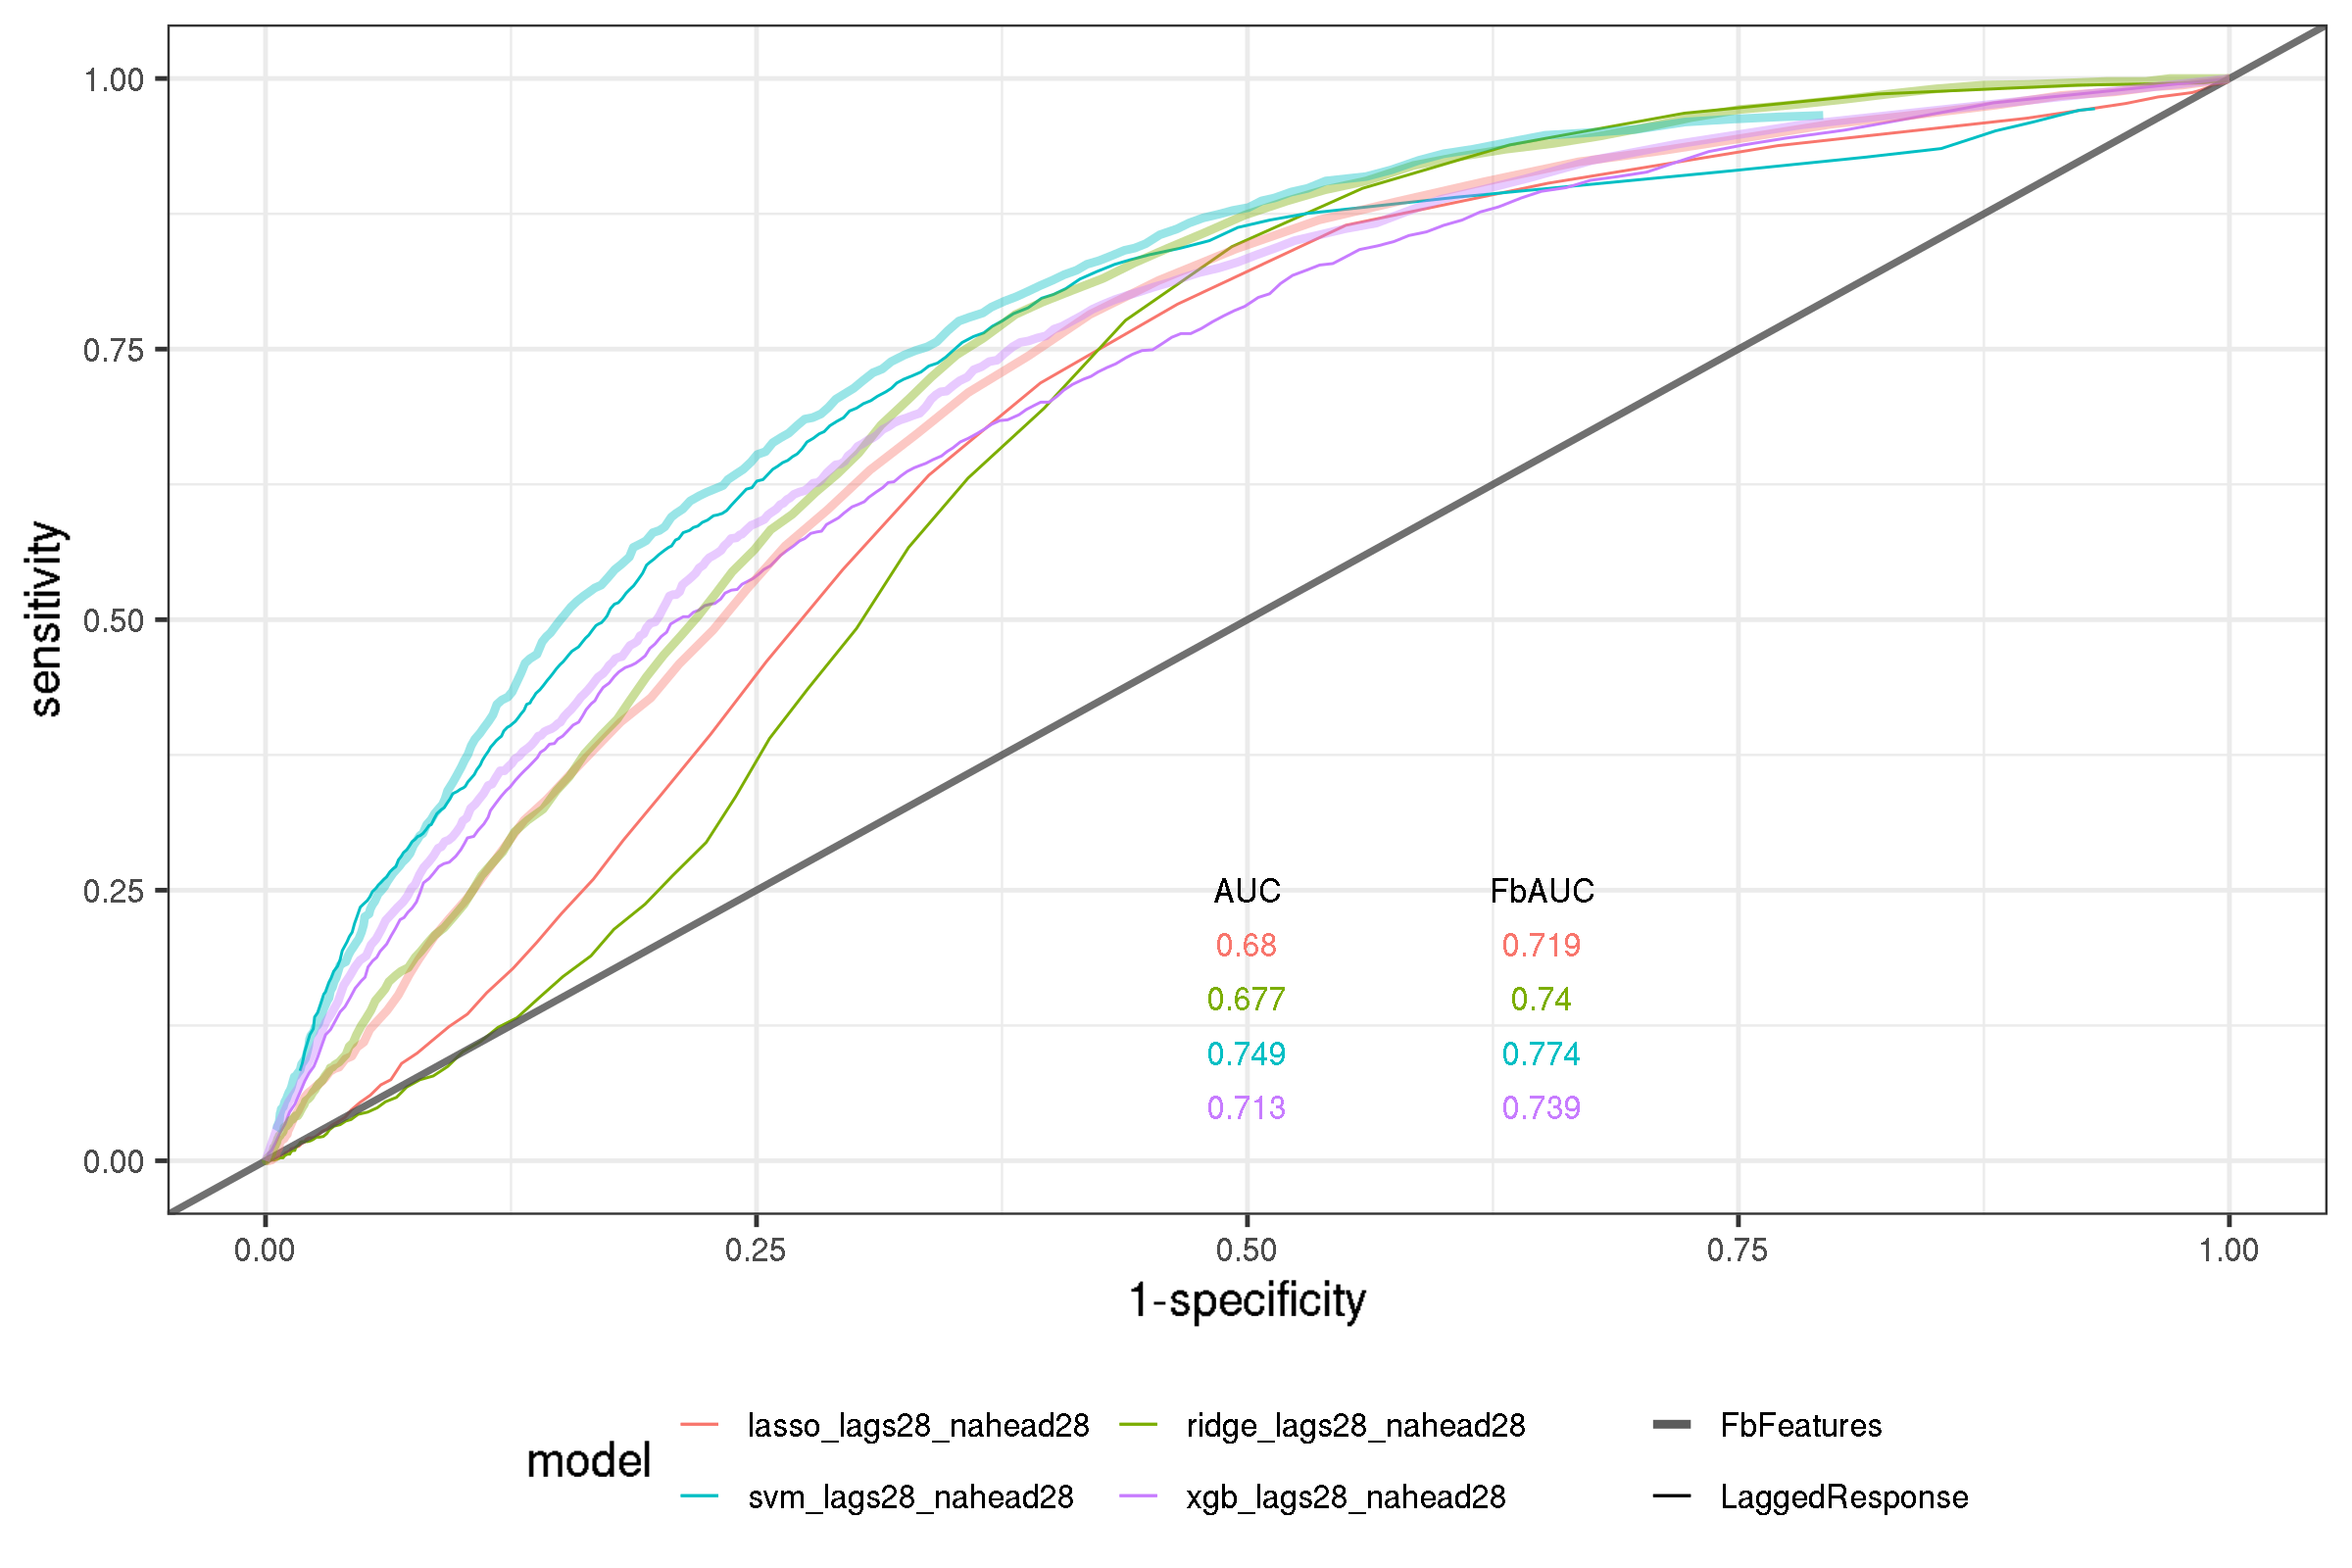 1.00
0.75
0.50
0.25
0.00
sensitivity
AUC FbAUC
0.68 0.719
0.677 0.74
0.749 0.774
0.713 0.739
0.00 0.25 0.50 0.75 1.00
1-specificity
model
lasso_lags28_nahead28 ridge_lags28_nahead28 FbFeatures
svm_lags28_nahead28 xgb_lags28_nahead28 LaggedResponse